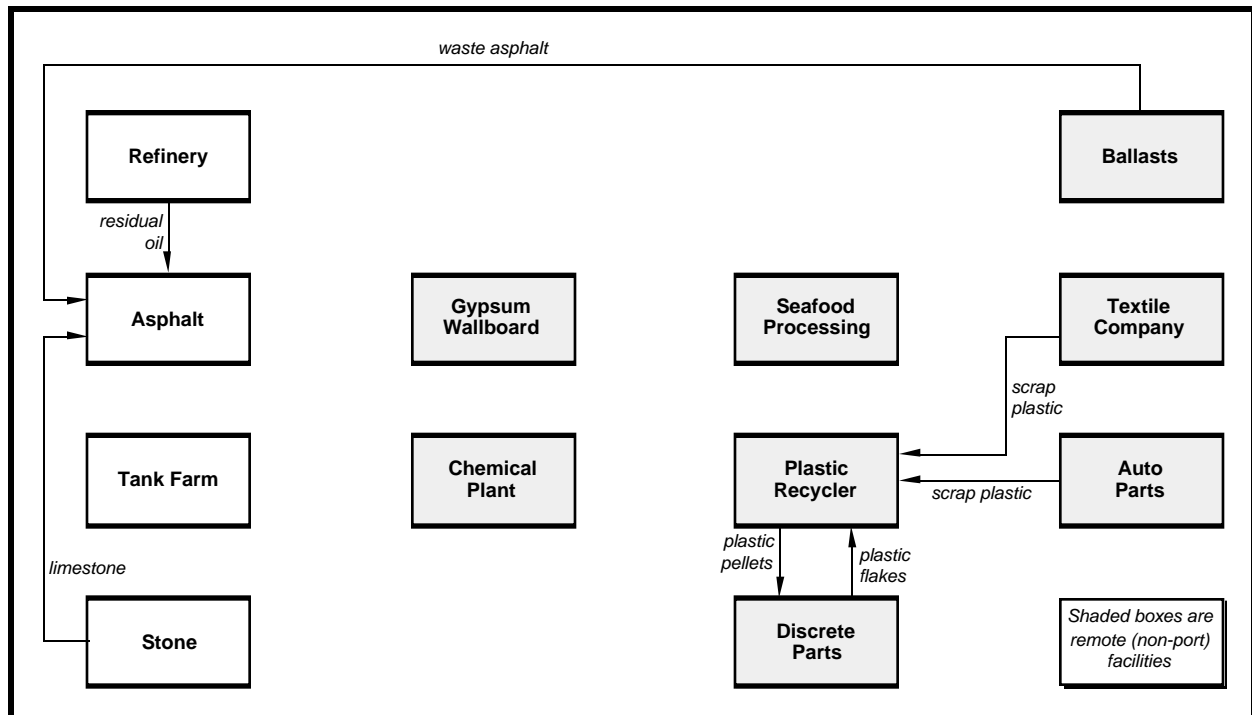 waste asphalt
Refinery
Ballasts
residual
oil
Asphalt
Gypsum
Wallboard
Seafood
Processing
Textile
Company
scrap
plastic
Tank Farm
Chemical
Plant
Plastic
Recycler
scrap plastic
Auto
Parts
limestone
plastic
pellets
plastic
flakes
Stone
Discrete
Parts
Shaded boxes are
remote (non-port)
facilities